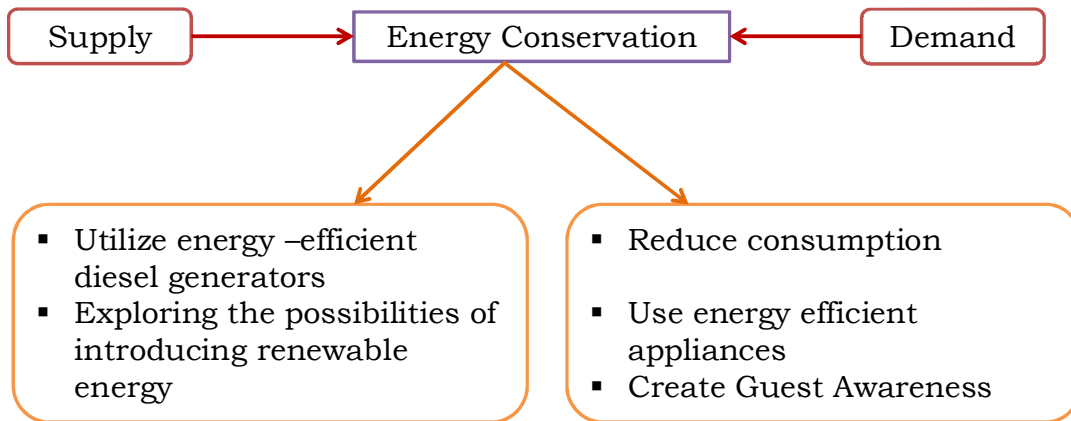 Supply
Energy Conservation
Demand
▪ Utilize energy –efficient
diesel generators
▪ Exploring the possibilities of
introducing renewable
energy
▪ Reduce consumption
▪ Use energy efficient
appliances
▪ Create Guest Awareness